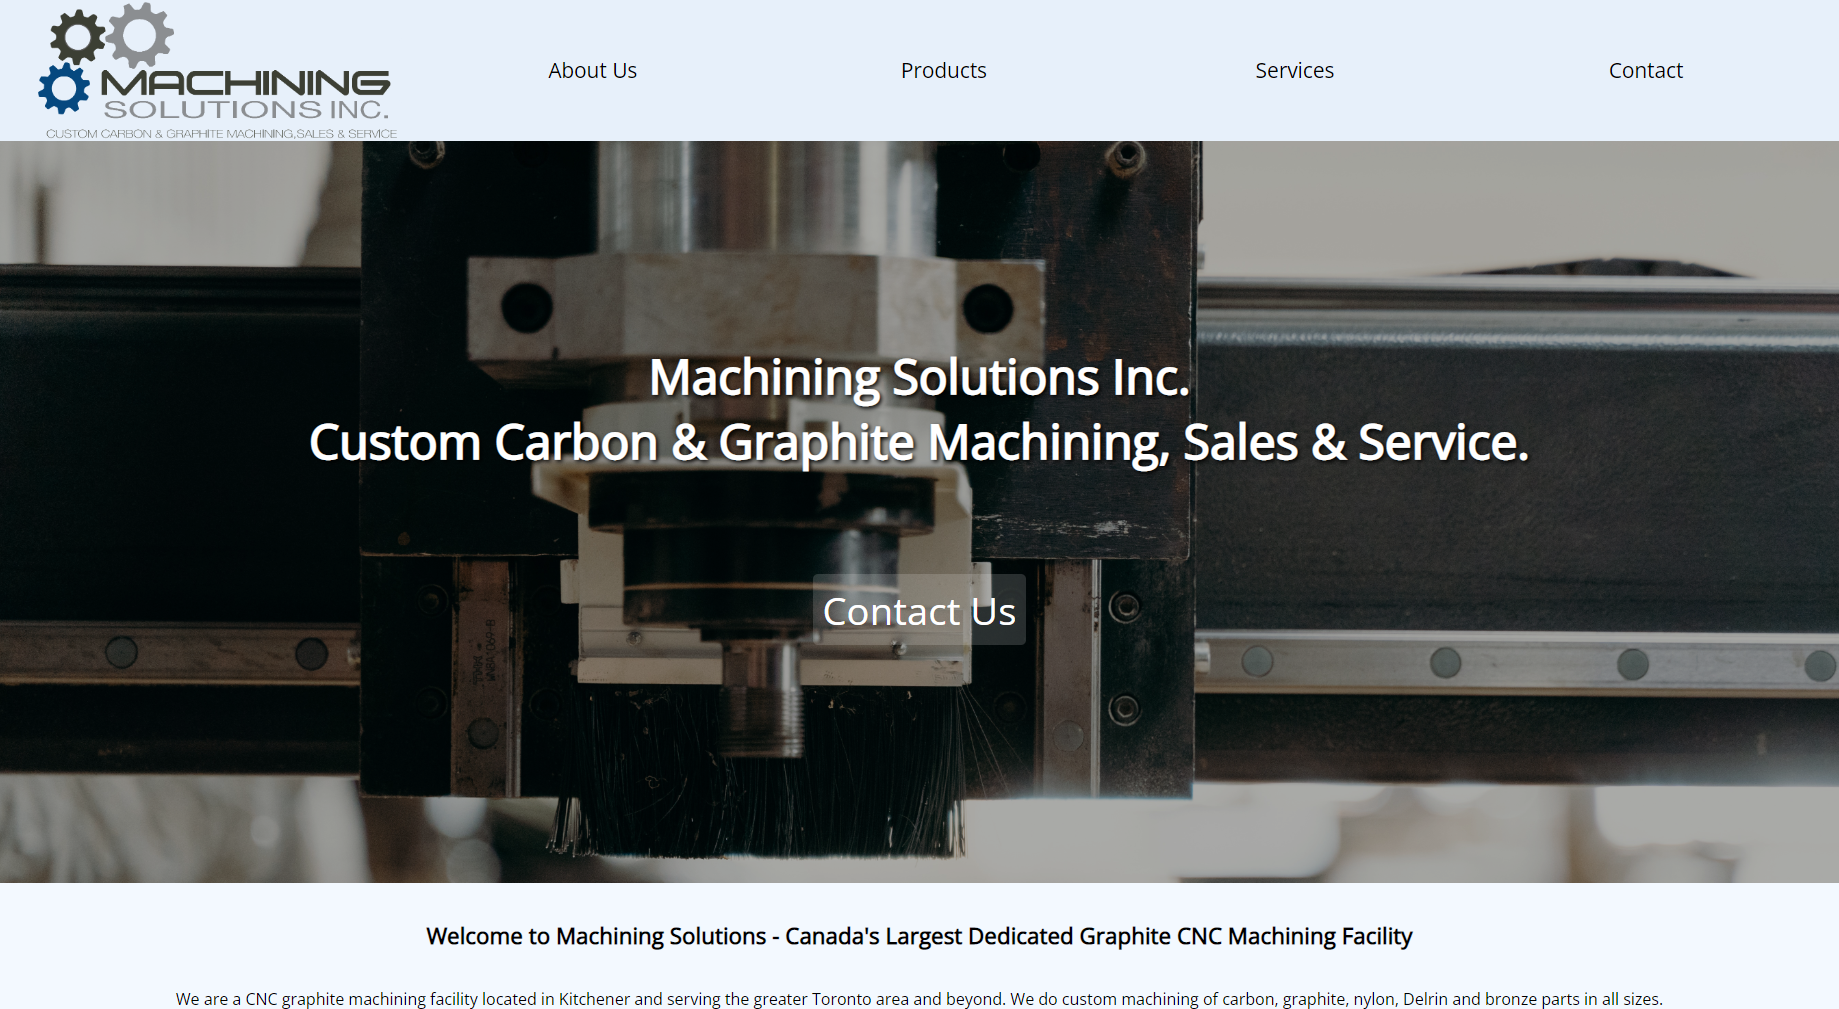 MACHINING
SOLUTIONS INC.
CUSTOM CARBON & GRAPHITE MACHINING,SALES & SERVICE
About Us
Products
Services
Contact
Machining Solutions Inc.
Custom Carbon & Graphite Machining, Sales & Service.
Contact Us
Welcome to Machining Solutions - Canada's Largest Dedicated Graphite CNC Machining Facility
We are a CNC graphite machining facility located in Kitchener and serving the greater Toronto area and beyond. We do custom machining of carbon, graphite, nylon, Delrin and bronze parts in all sizes.